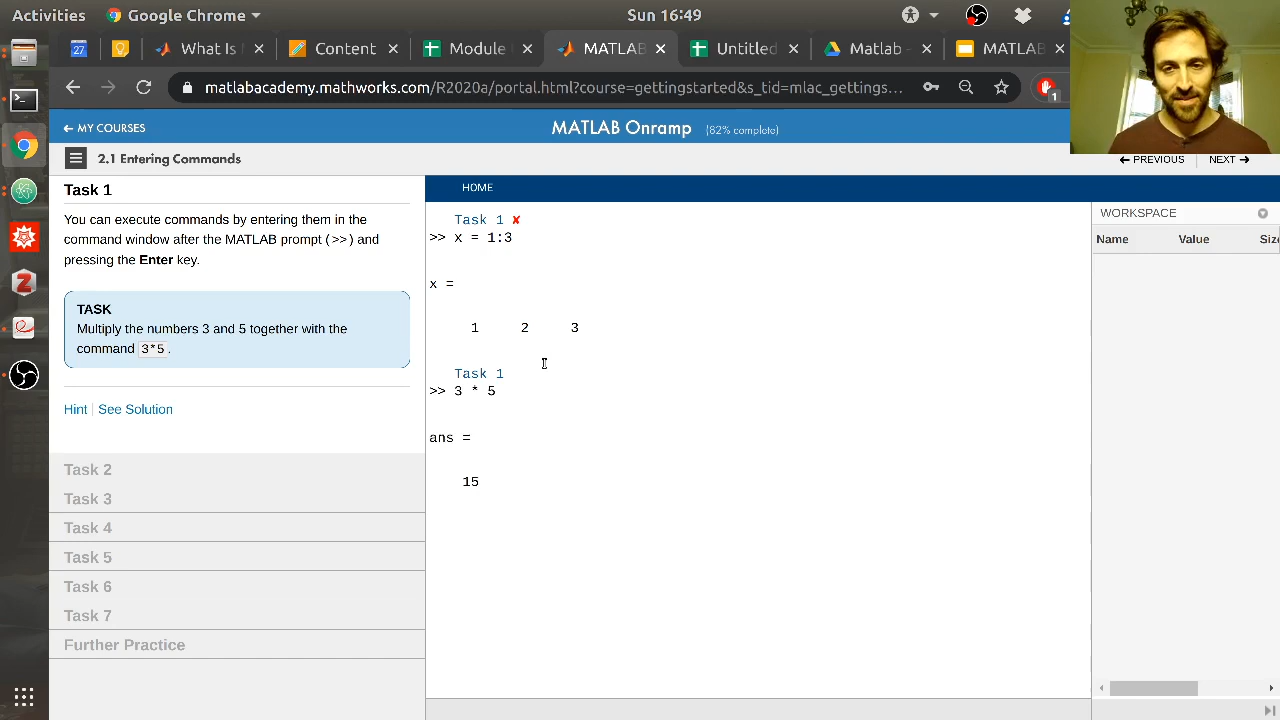 Activities
Google Chrome
Sun 16:49
27
What Is M
Content
Module
MATLAB
Untitled
Matlab -
MATLAB
matlabacademy.mathworks.com/R2020a/portal.html?course=gettingstarted&s_tid=mlac_gettings...
1
MY COURSES
MATLAB Onramp (82% complete)
2.1 Entering Commands
PREVIOUS
NEXT
Task 1
You can execute commands by entering them in the
command window after the MATLAB prompt (>>) and
pressing the Enter key.
TASK
Multiply the numbers 3 and 5 together with the
command 3*5.
Hint | See Solution
Task 2
Task 3
Task 4
Task 5
Task 6
Task 7
Further Practice
HOME
Task 1 ✘
>> x = 1:3
x =
1 2 3
Task 1
>> 3 * 5
ans =
15
WORKSPACE
Name Value Size